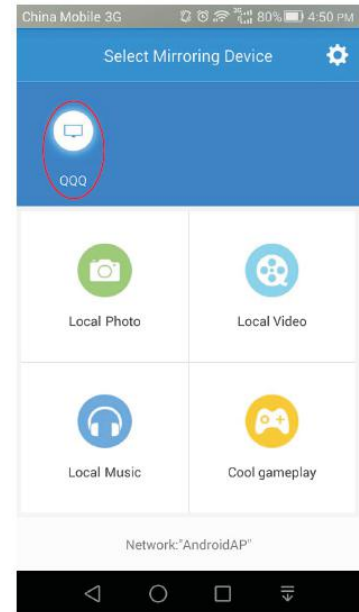 China Mobile 3G 3G 80% 4:50 PM
Select Mirroring Device
QQQ
Local Photo Local Video
Local Music Cool gameplay
Network:"AndroidAP"